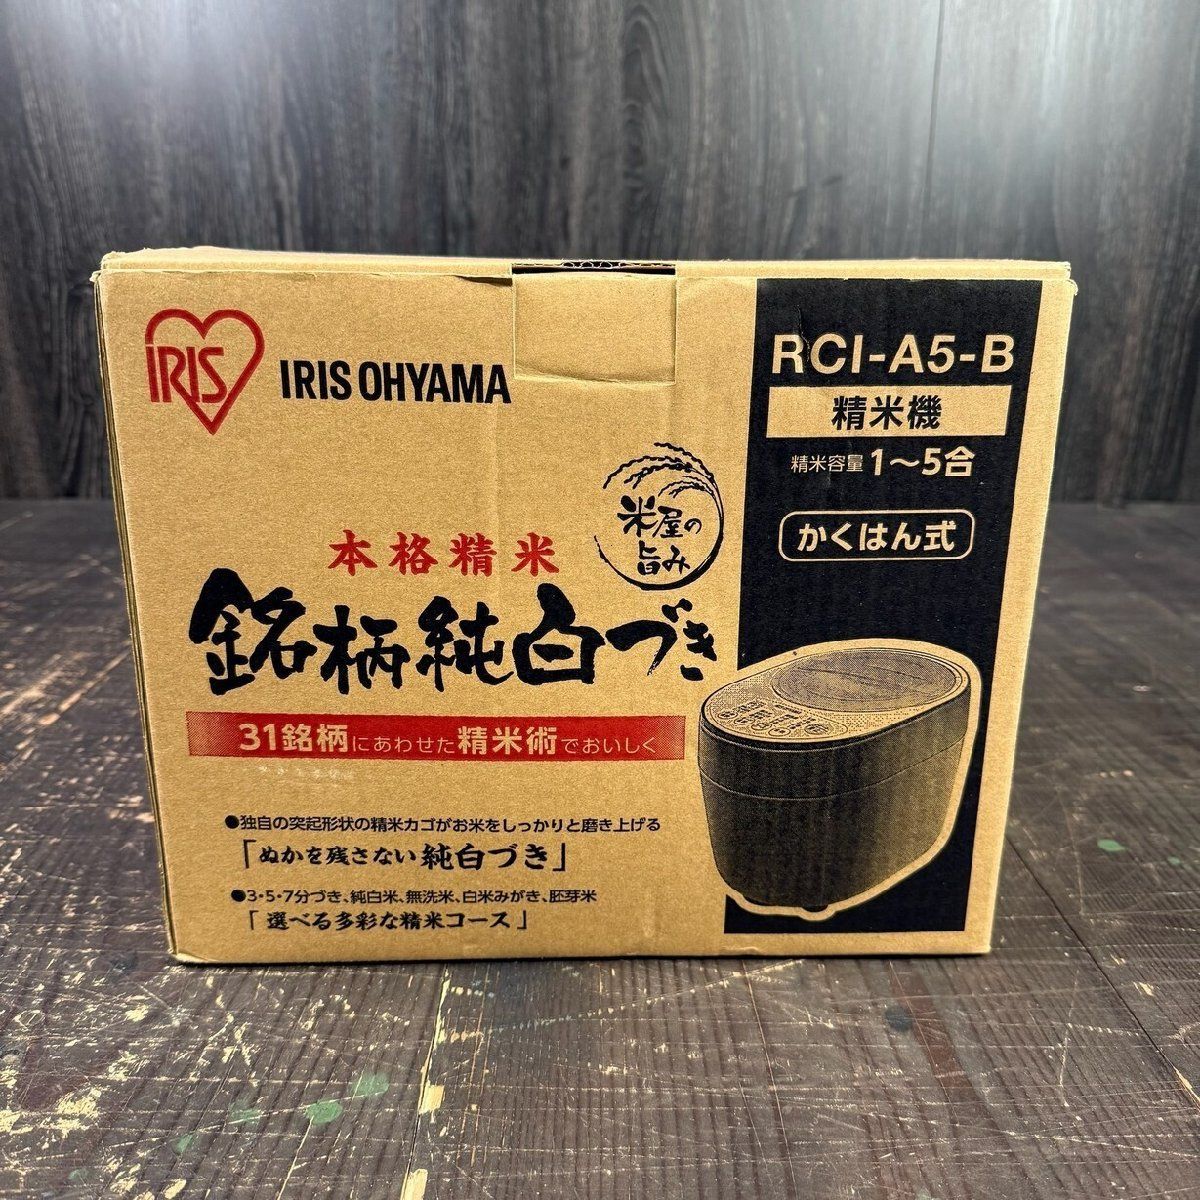 IRIS
IRIS OHYAMA
RCI-A5-B
精米機
精米容量 1〜5合
かくはん式
米屋の
旨み
本格精米
銘柄純白づき
31銘柄にあわせた精米術でおいしく
●独自の突起形状の精米カゴがお米をしっかりと磨き上げる
「ぬかを残さない 純白づき」
●3・5・7分づき、純白米、無洗米、白米みがき、胚芽米
「選べる多彩な精米コース」